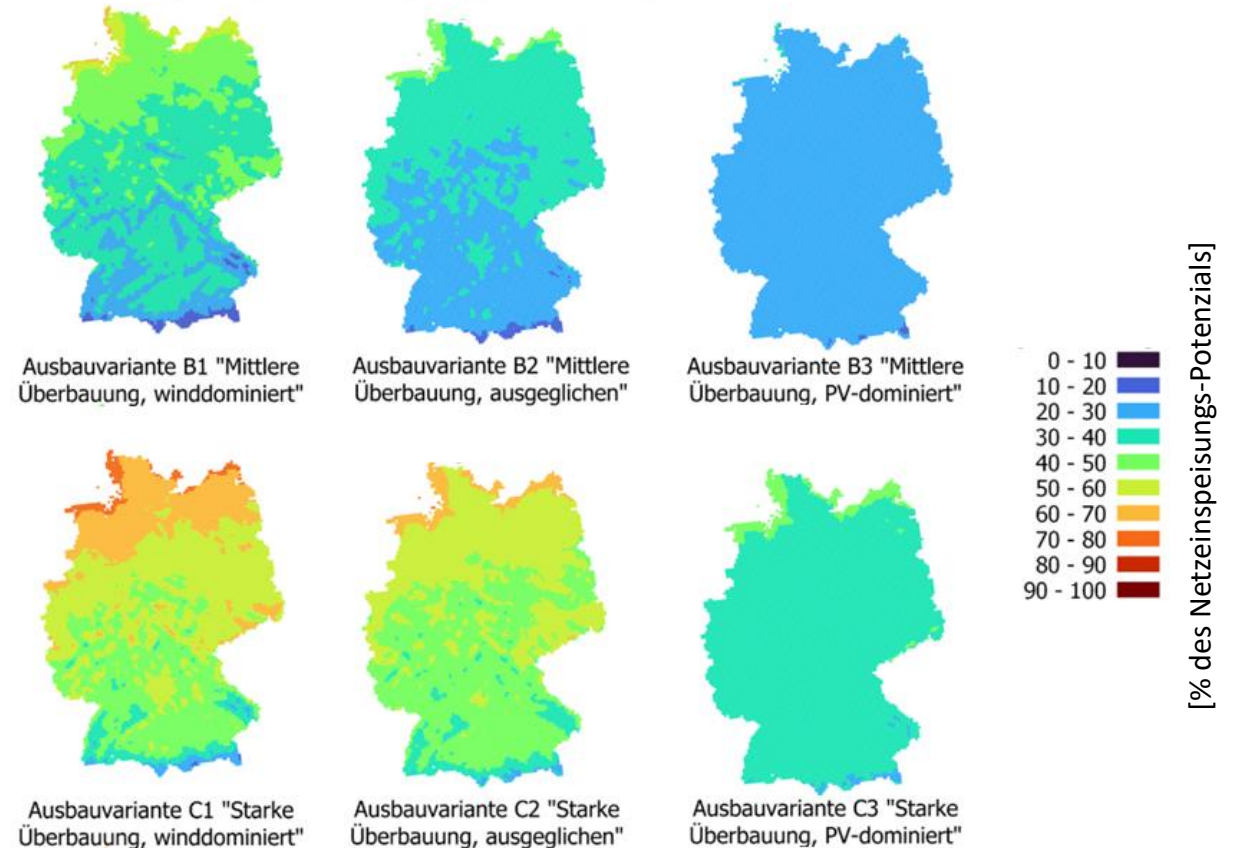 Ausbauvariante B1 "Mittlere
Überbauung, winddominiert"
Ausbauvariante B2 "Mittlere
Überbauung, ausgeglichen"
Ausbauvariante B3 "Mittlere
Überbauung, PV-dominiert"
Ausbauvariante C1 "Starke
Überbauung, winddominiert"
Ausbauvariante C2 "Starke
Überbauung, ausgeglichen"
Ausbauvariante C3 "Starke
Überbauung, PV-dominiert"
0 - 10
10 - 20
20 - 30
30 - 40
40 - 50
50 - 60
60 - 70
70 - 80
80 - 90
90 - 100
[% des Netzeinspeisungs-Potenzials]